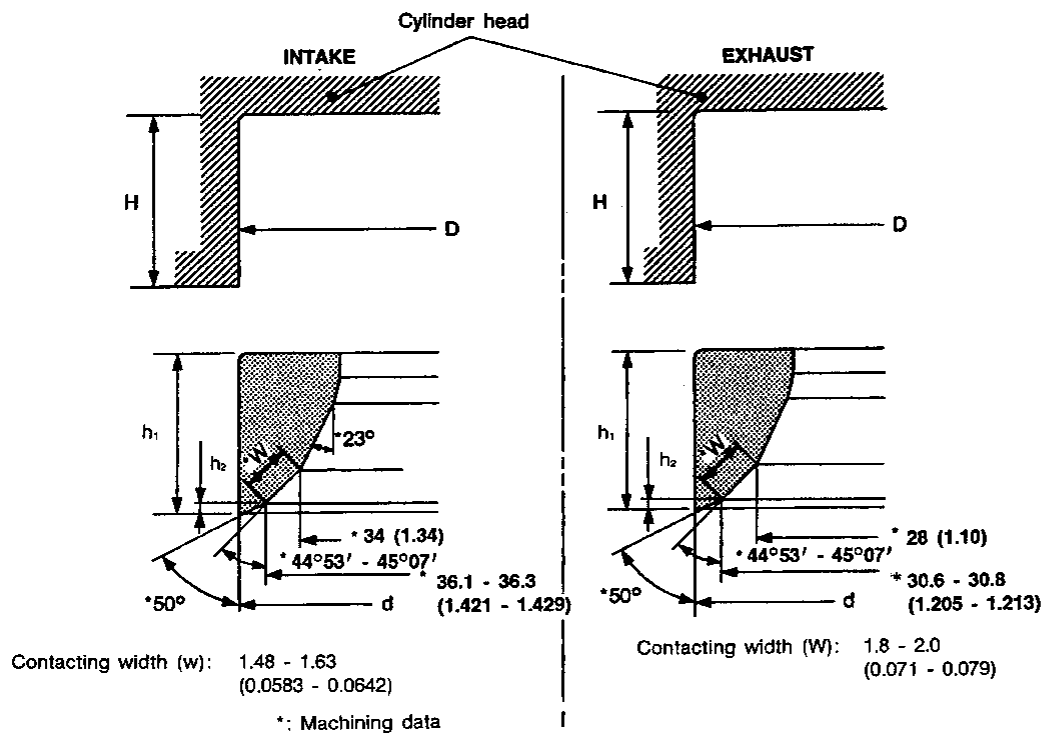 Cylinder head
INTAKE
EXHAUST
H
D
H
D
h₁
h₂
*W
*23°
*34 (1.34)
*44°53′ - 45°07′
* 36.1 - 36.3
(1.421 - 1.429)
*50°
d
h₁
h₂
*W
*28 (1.10)
*44°53′ - 45°07′
* 30.6 - 30.8
(1.205 - 1.213)
*50°
d
Contacting width (w): 1.48 - 1.63
(0.0583 - 0.0642)
Contacting width (W): 1.8 - 2.0
(0.071 - 0.079)
*: Machining data